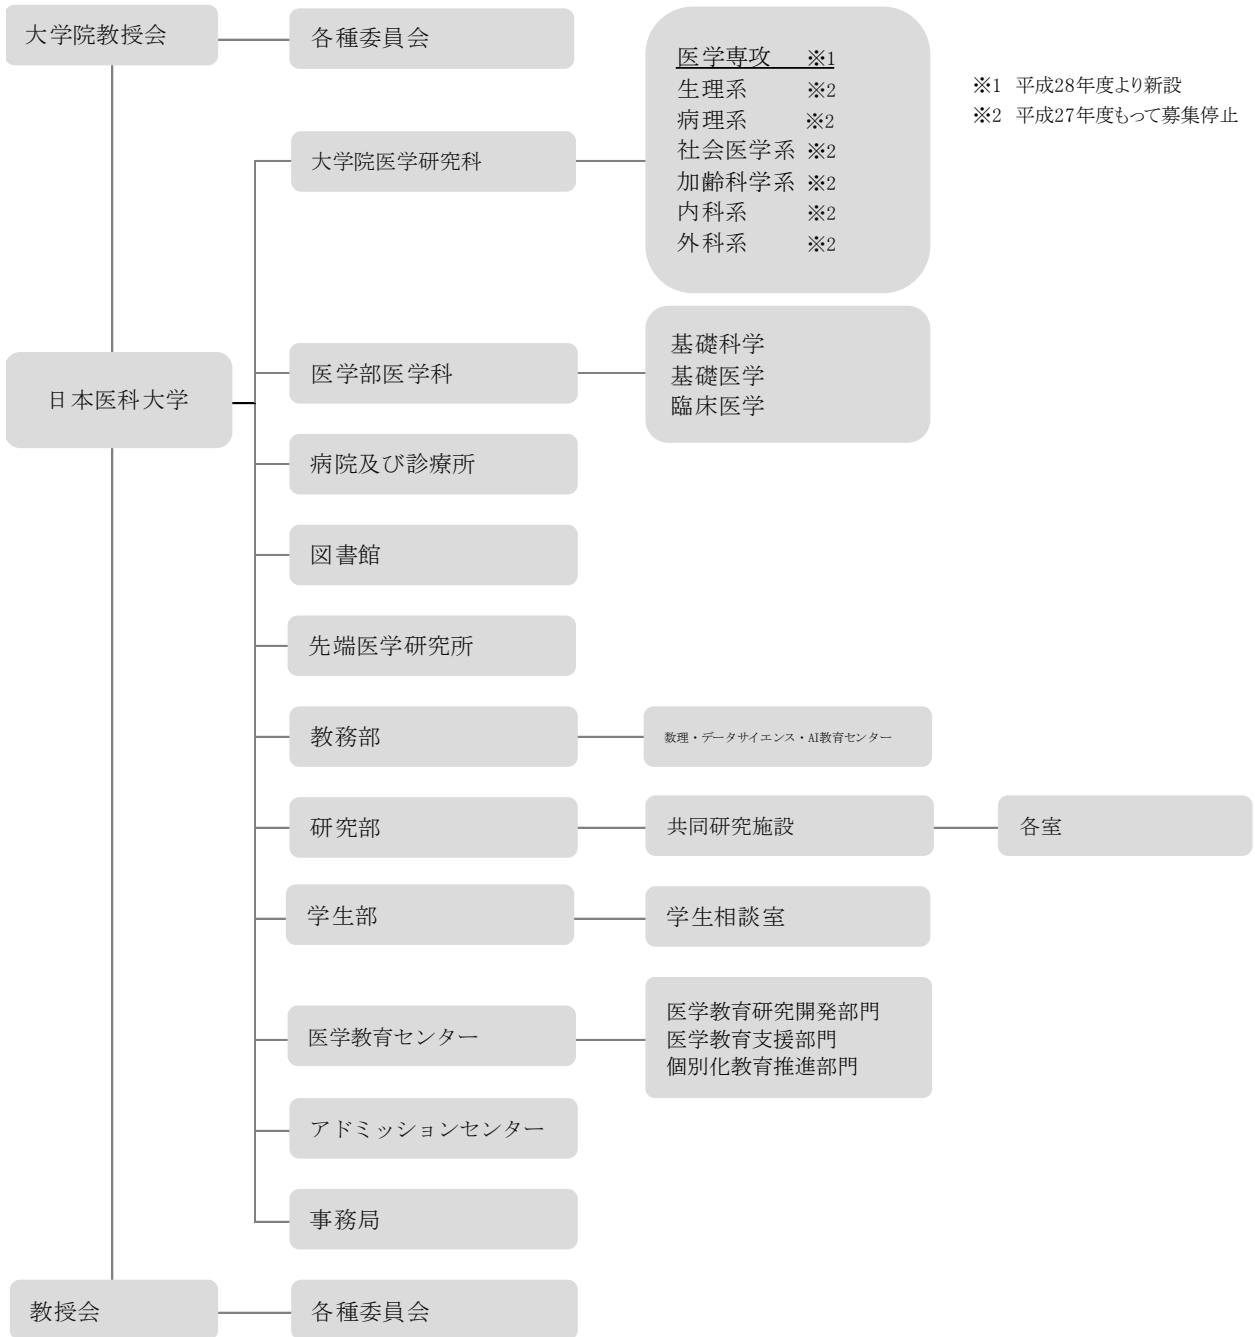 大学院教授会
各種委員会
医学専攻 ※1
生理系 ※2
病理系 ※2
社会医学系 ※2
加齢科学系 ※2
内科系 ※2
外科系 ※2
※1 平成28年度より新設
※2 平成27年度もって募集停止
大学院医学研究科
日本医科大学
医学部医学科
基礎科学
基礎医学
臨床医学
病院及び診療所
図書館
先端医学研究所
教務部
数理・データサイエンス・AI教育センター
研究部
共同研究施設
各室
学生部
学生相談室
医学教育センター
医学教育研究開発部門
医学教育支援部門
個別化教育推進部門
アドミッションセンター
事務局
教授会
各種委員会